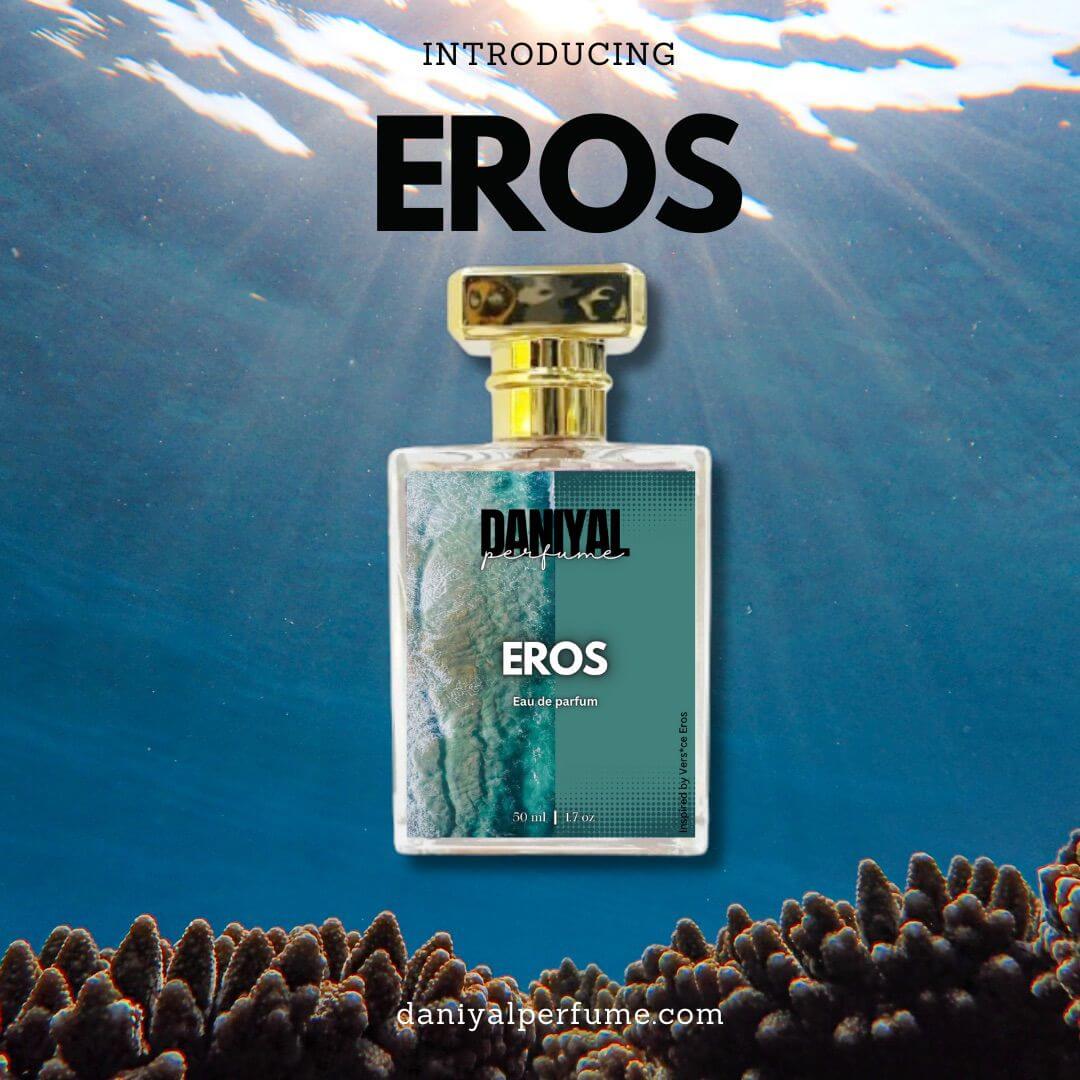 INTRODUCING
EROS
DANIYAL
perfume
EROS
Eau de parfum
Inspired by Vers*ce Eros
50 ml | 1.7 oz
daniyalperfume.com